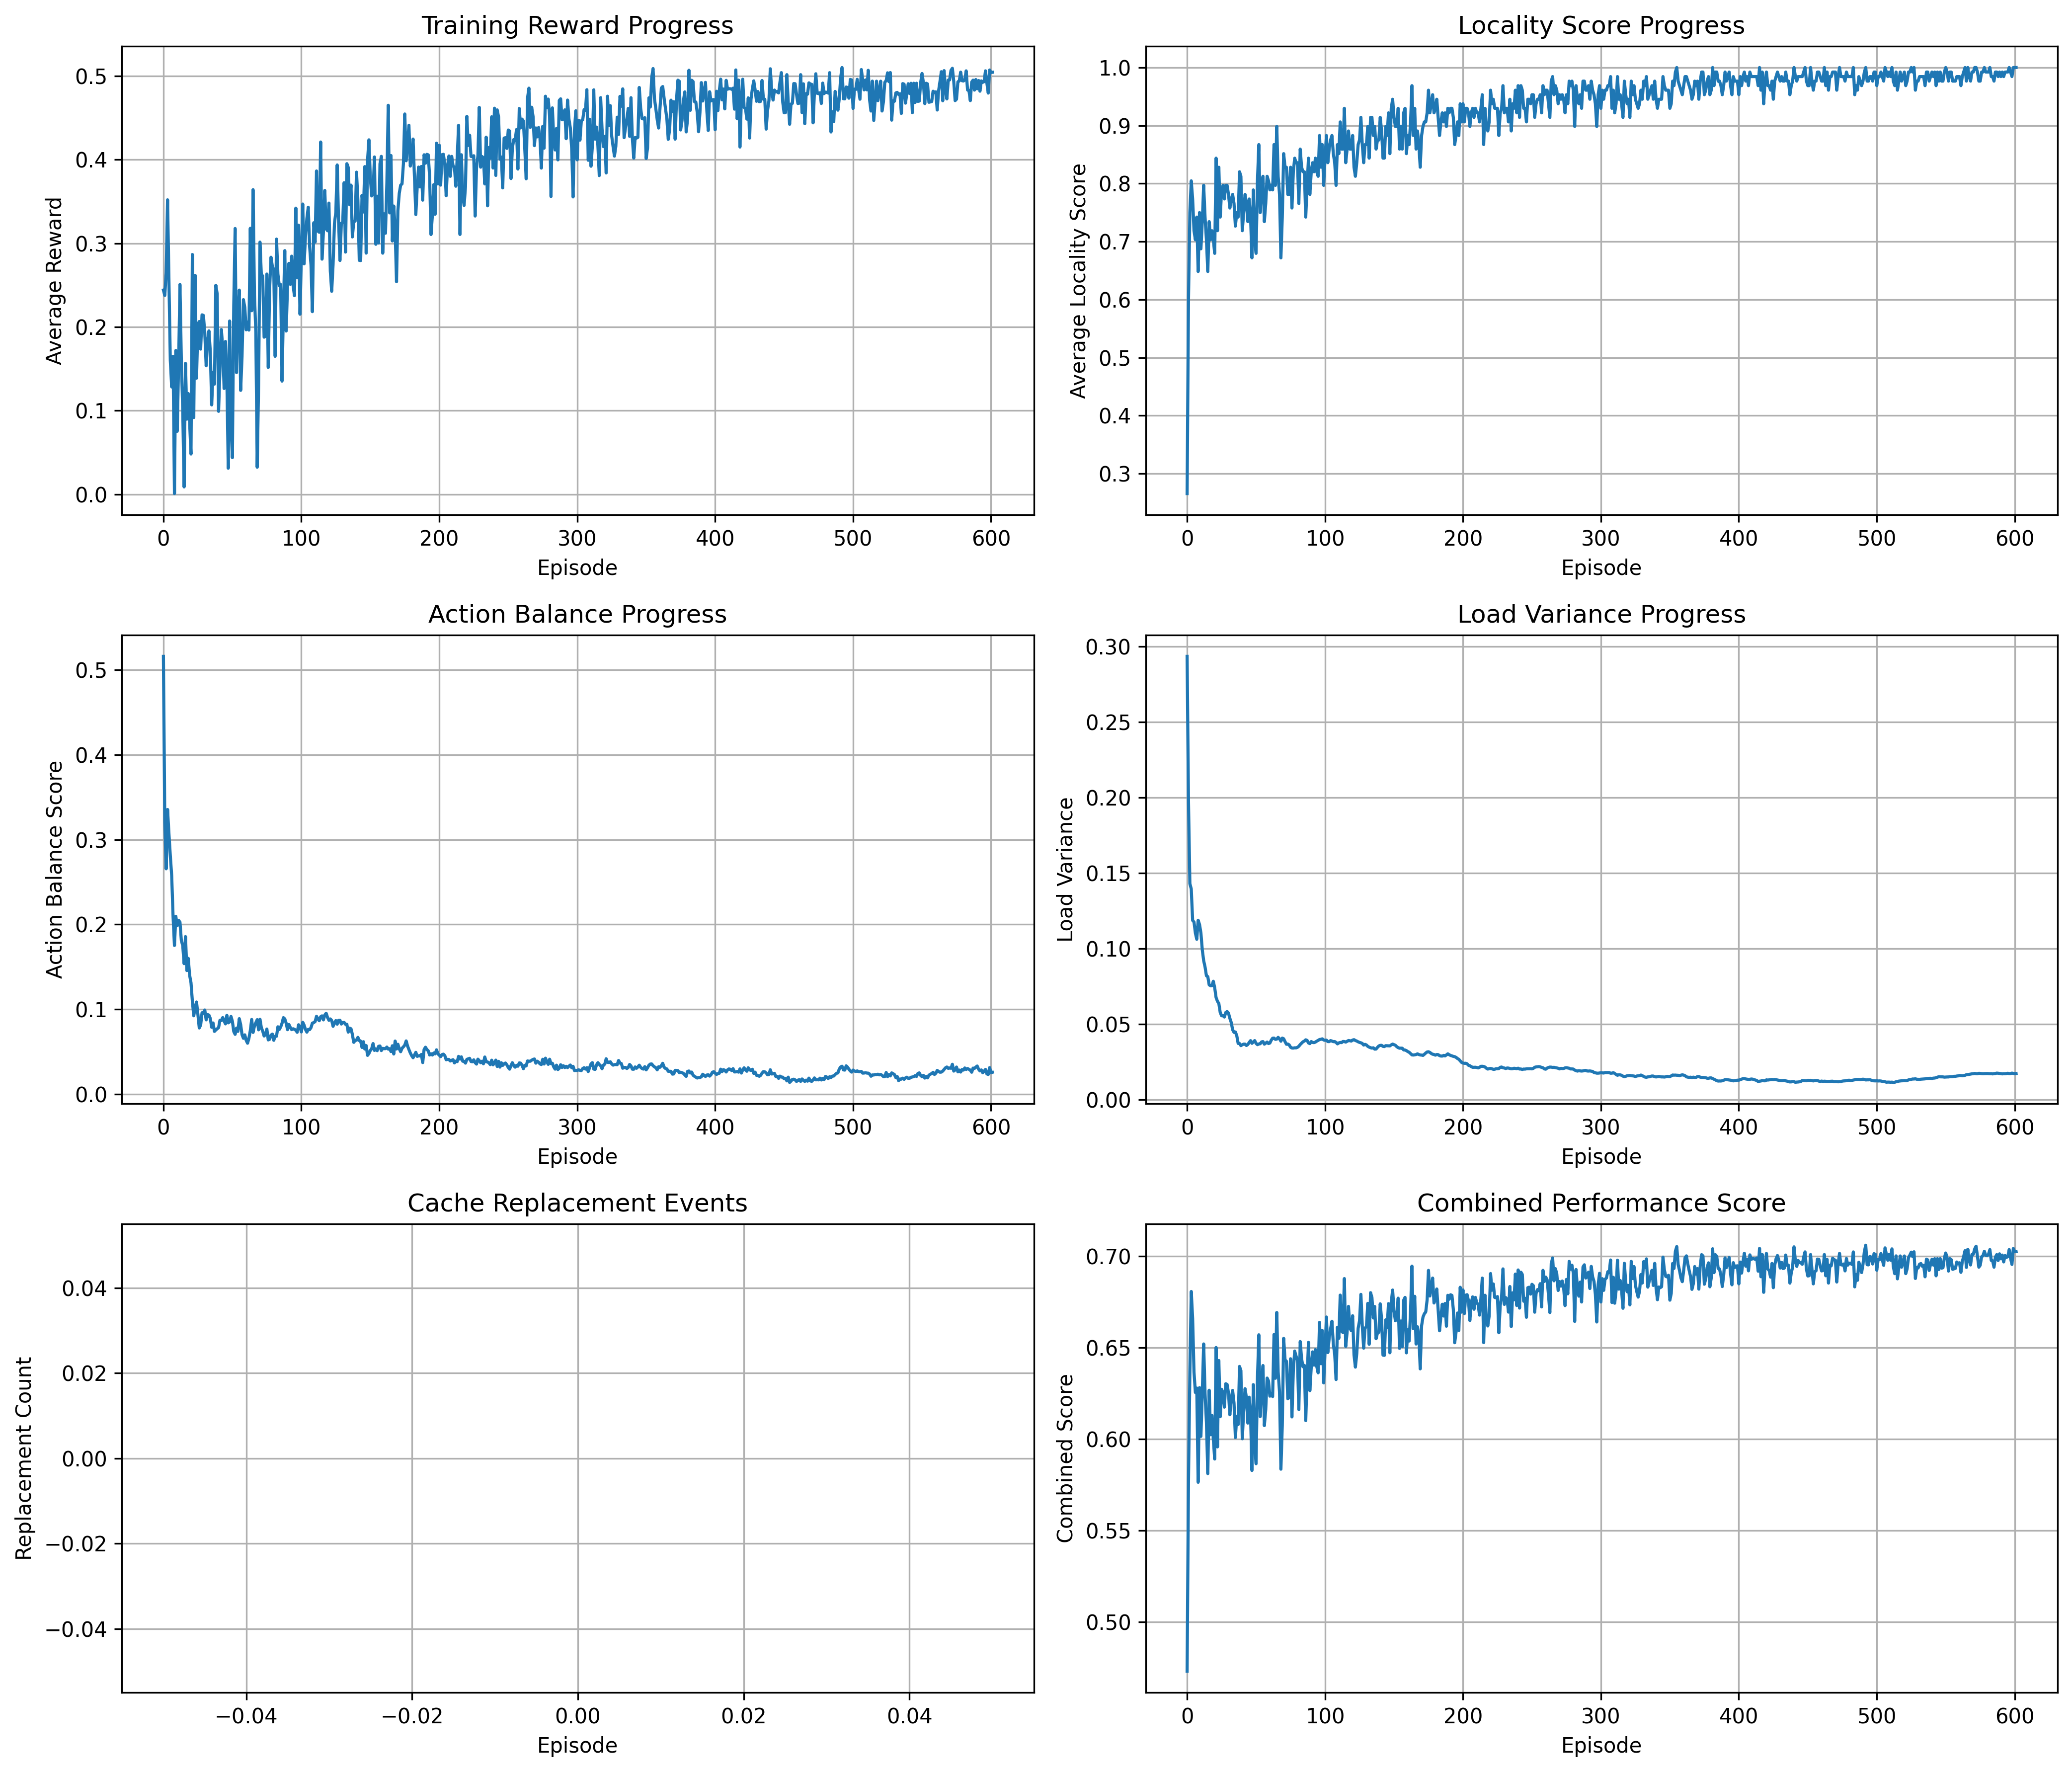 Training Reward Progress
Average Reward
0.5
0.4
0.3
0.2
0.1
0.0
0 100 200 300 400 500 600
Episode
Locality Score Progress
Average Locality Score
1.0
0.9
0.8
0.7
0.6
0.5
0.4
0.3
0 100 200 300 400 500 600
Episode
Action Balance Progress
Action Balance Score
0.5
0.4
0.3
0.2
0.1
0.0
0 100 200 300 400 500 600
Episode
Load Variance Progress
Load Variance
0.30
0.25
0.20
0.15
0.10
0.05
0.00
0 100 200 300 400 500 600
Episode
Cache Replacement Events
Replacement Count
0.04
0.02
0.00
−0.02
−0.04
−0.04 −0.02 0.00 0.02 0.04
Episode
Combined Performance Score
Combined Score
0.70
0.65
0.60
0.55
0.50
0 100 200 300 400 500 600
Episode